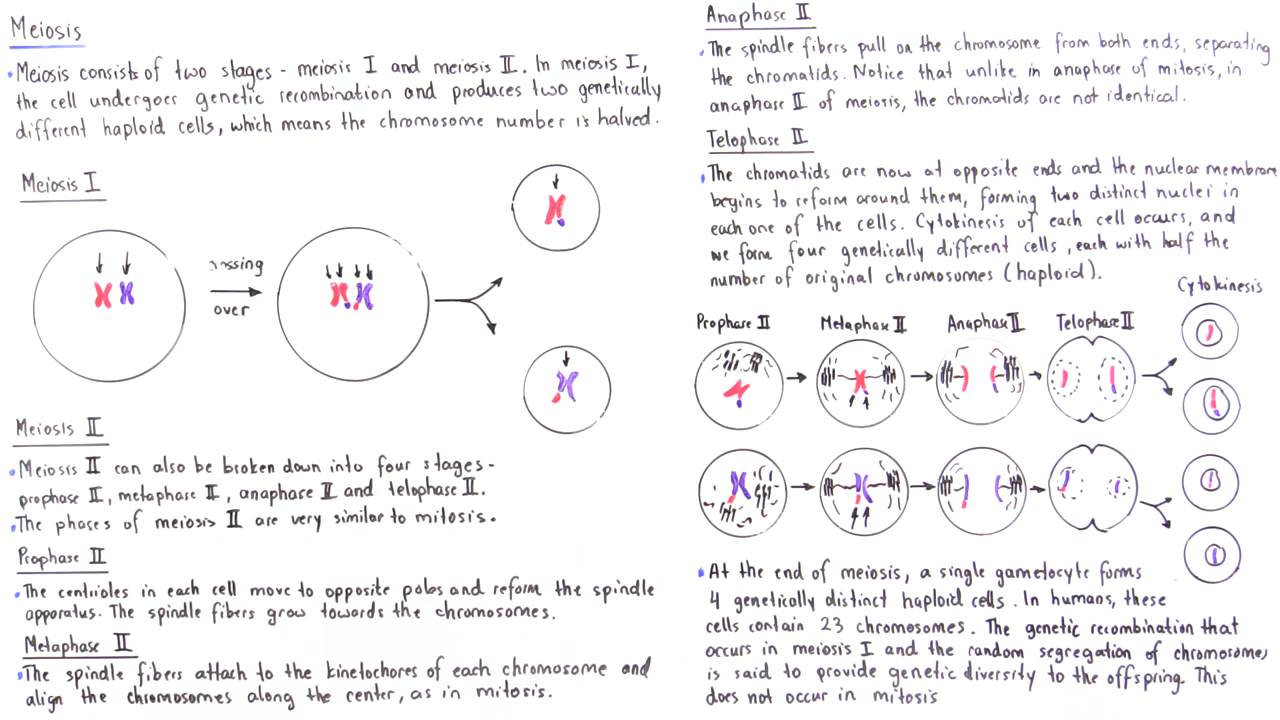 Meiosis
• Meiosis consists of two stages - meiosis I and meiosis II. In meiosis I,
the cell undergoes genetic recombination and produces two genetically
different haploid cells, which means the chromosome number is halved.
Meiosis I
over
Meiosis II
• Meiosis II can also be broken down into four stages -
prophase II, metaphase II, anaphase II and telophase II.
• The phases of meiosis II are very similar to mitosis.
Prophase II
• The centrioles in each cell move to opposite poles and reform the spindle
apparatus. The spindle fibers grow towards the chromosomes.
Metaphase II
• The spindle fibers attach to the kinetochores of each chromosome and
align the chromosomes along the center, as in mitosis.
Anaphase II
• The spindle fibers pull on the chromosome from both ends, separating
the chromatids. Notice that unlike in anaphase of mitosis, in
anaphase II of meiosis, the chromatids are not identical.
Telophase II
• The chromatids are now at opposite ends and the nuclear membrane
begins to reform around them, forming two distinct nuclei in
each one of the cells. Cytokinesis of each cell occurs, and
we form four genetically different cells, each with half the
number of original chromosomes (haploid).
Cytokinesis
Prophase II Metaphase II Anaphase II Telophase II
• At the end of meiosis, a single gametocyte forms
4 genetically distinct haploid cells. In humans, these
cells contain 23 chromosomes. The genetic recombination that
occurs in meiosis I and the random segregation of chromosomes
is said to provide genetic diversity to the offspring. This
does not occur in mitosis